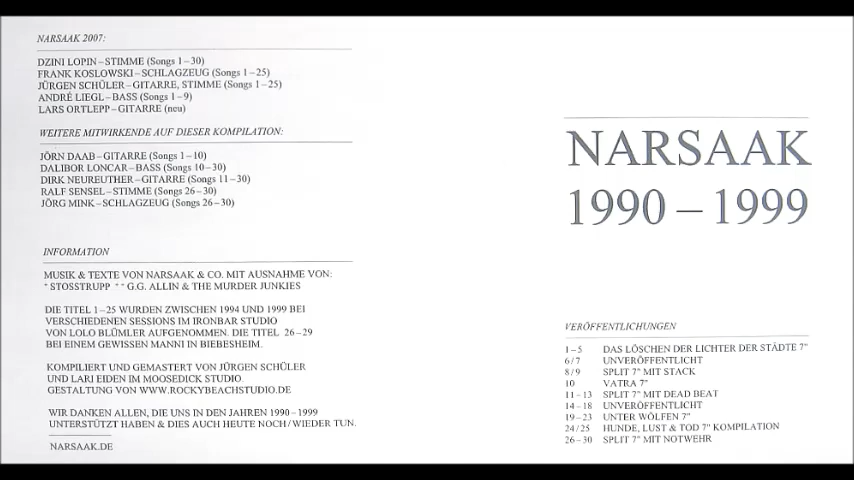 NARSAAK 2007:
DZINI LOPIN – STIMME (Songs 1 – 30)
FRANK KOSLOWSKI – SCHLAGZEUG (Songs 1 – 25)
JÜRGEN SCHÜLER – GITARRE, STIMME (Songs 1 – 25)
ANDRÉ LIEGL – BASS (Songs 1 – 9)
LARS ORTLEPP – GITARRE (neu)
WEITERE MITWIRKENDE AUF DIESER KOMPILATION:
JÖRN DAAB – GITARRE (Songs 1 – 10)
DALIBOR LONCAR – BASS (Songs 10 – 30)
DIRK NEUREUTHER – GITARRE (Songs 11 – 30)
RALF SENSEL – STIMME (Songs 26 – 30)
JÖRG MINK – SCHLAGZEUG (Songs 26 – 30)
INFORMATION
MUSIK & TEXTE VON NARSAAK & CO. MIT AUSNAHME VON:
* STOSSTRUPP * * G.G. ALLIN & THE MURDER JUNKIES
DIE TITEL 1 – 25 WURDEN ZWISCHEN 1994 UND 1999 BEI
VERSCHIEDENEN SESSIONS IM IRONBAR STUDIO
VON LOLO BLÜMLER AUFGENOMMEN. DIE TITEL 26 – 29
BEI EINEM GEWISSEN MANNI IN BIEBESHEIM.
KOMPILIERT UND GEMASTERT VON JÜRGEN SCHÜLER
UND LARI EIDEN IM MOOSEDICK STUDIO.
GESTALTUNG VON WWW.ROCKYBEACHSTUDIO.DE
WIR DANKEN ALLEN, DIE UNS IN DEN JAHREN 1990 – 1999
UNTERSTÜTZT HABEN & DIES AUCH HEUTE NOCH / WIEDER TUN.
NARSAAK.DE
NARSAAK
1990 – 1999
VERÖFFENTLICHUNGEN
1 – 5 DAS LÖSCHEN DER LICHTER DER STÄDTE 7"
6 / 7 UNVERÖFFENTLICHT
8 / 9 SPLIT 7" MIT STACK
10 VATRA 7"
11 – 13 SPLIT 7" MIT DEAD BEAT
14 – 18 UNVERÖFFENTLICHT
19 – 23 UNTER WÖLFEN 7"
24 / 25 HUNDE, LUST & TOD 7" KOMPILATION
26 – 30 SPLIT 7" MIT NOTWEHR